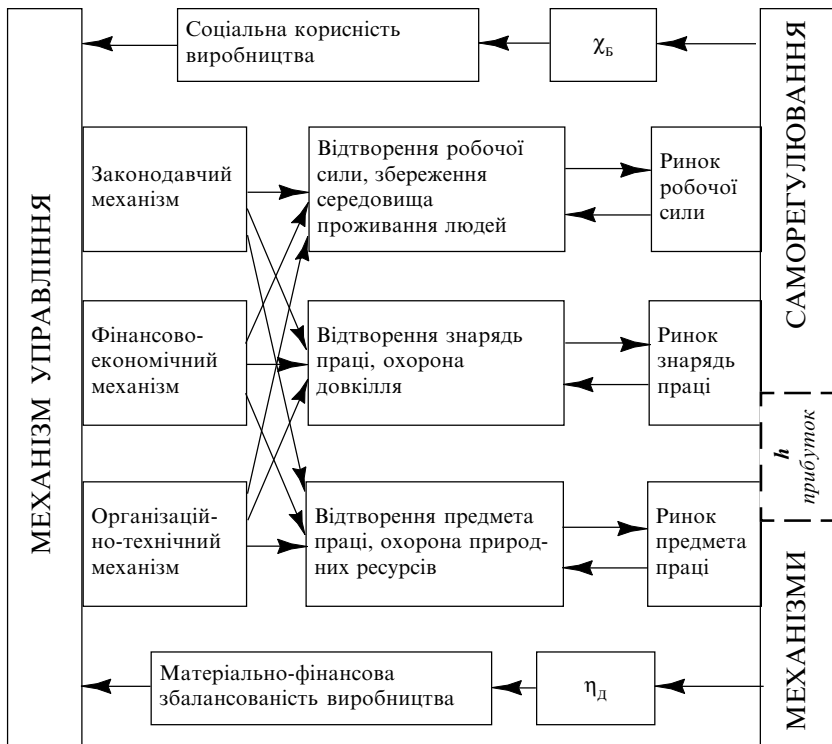 МЕХАНІЗМ УПРАВЛІННЯ
Соціальна корисність
виробництва
χБ
Законодавчий
механізм
Відтворення робочої
сили, збереження
середовища
проживання людей
Ринок
робочої
сили
Фінансово-
економічний
механізм
Відтворення знарядь
праці, охорона
довкілля
Ринок
знарядь
праці
Організацій-
но-технічний
механізм
Відтворення предмета
праці, охорона природ-
них ресурсів
Ринок
предмета
праці
Матеріально-фінансова
збалансованість виробництва
ηД
САМОРЕГУЛЮВАННЯ
h
прибуток
МЕХАНІЗМИ